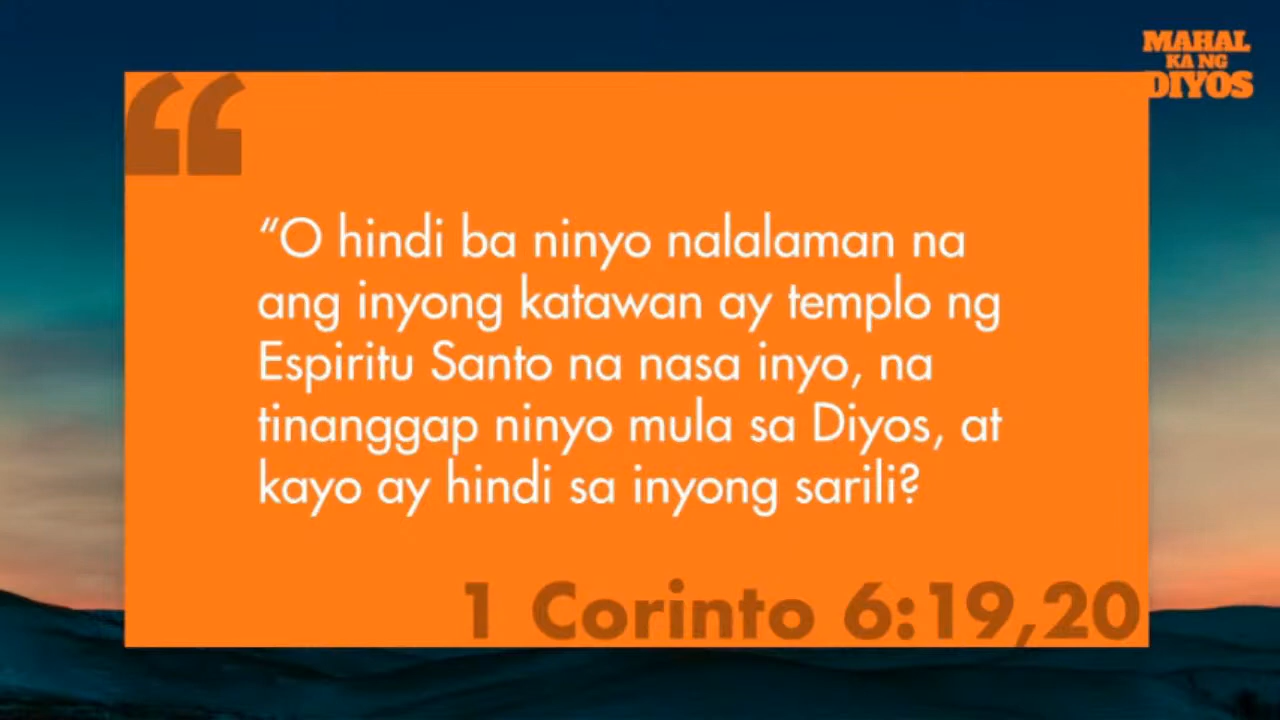 MAHAL
KA NG
DIYOS
“O hindi ba ninyo nalalaman na
ang inyong katawan ay templo ng
Espiritu Santo na nasa inyo, na
tinanggap ninyo mula sa Diyos, at
kayo ay hindi sa inyong sarili?
1 Corinto 6:19,20